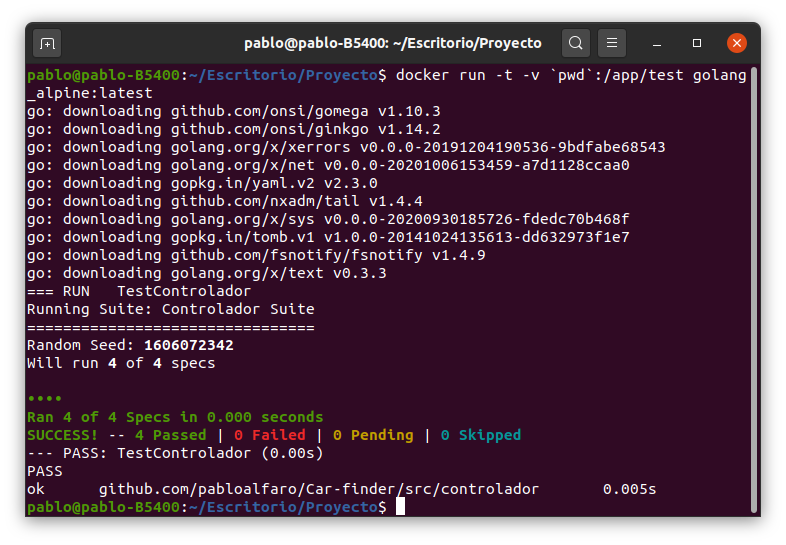 pablo@pablo-B5400: ~/Escritorio/Proyecto
pablo@pablo-B5400:~/Escritorio/Proyecto$ docker run -t -v `pwd`:/app/test golang
_alpine:latest
go: downloading github.com/onsi/gomega v1.10.3
go: downloading github.com/onsi/ginkgo v1.14.2
go: downloading golang.org/x/xerrors v0.0.0-20191204190536-9bdfabe68543
go: downloading golang.org/x/net v0.0.0-20201006153459-a7d1128ccaa0
go: downloading gopkg.in/yaml.v2 v2.3.0
go: downloading github.com/nxadm/tail v1.4.4
go: downloading golang.org/x/sys v0.0.0-20200930185726-fdedc70b468f
go: downloading gopkg.in/tomb.v1 v1.0.0-20141024135613-dd632973f1e7
go: downloading github.com/fsnotify/fsnotify v1.4.9
go: downloading golang.org/x/text v0.3.3
=== RUN   TestControlador
Running Suite: Controlador Suite
================================
Random Seed: 1606072342
Will run 4 of 4 specs
••••
Ran 4 of 4 Specs in 0.000 seconds
SUCCESS! -- 4 Passed | 0 Failed | 0 Pending | 0 Skipped
--- PASS: TestControlador (0.00s)
PASS
ok      github.com/pabloalfaro/Car-finder/src/controlador       0.005s
pablo@pablo-B5400:~/Escritorio/Proyecto$